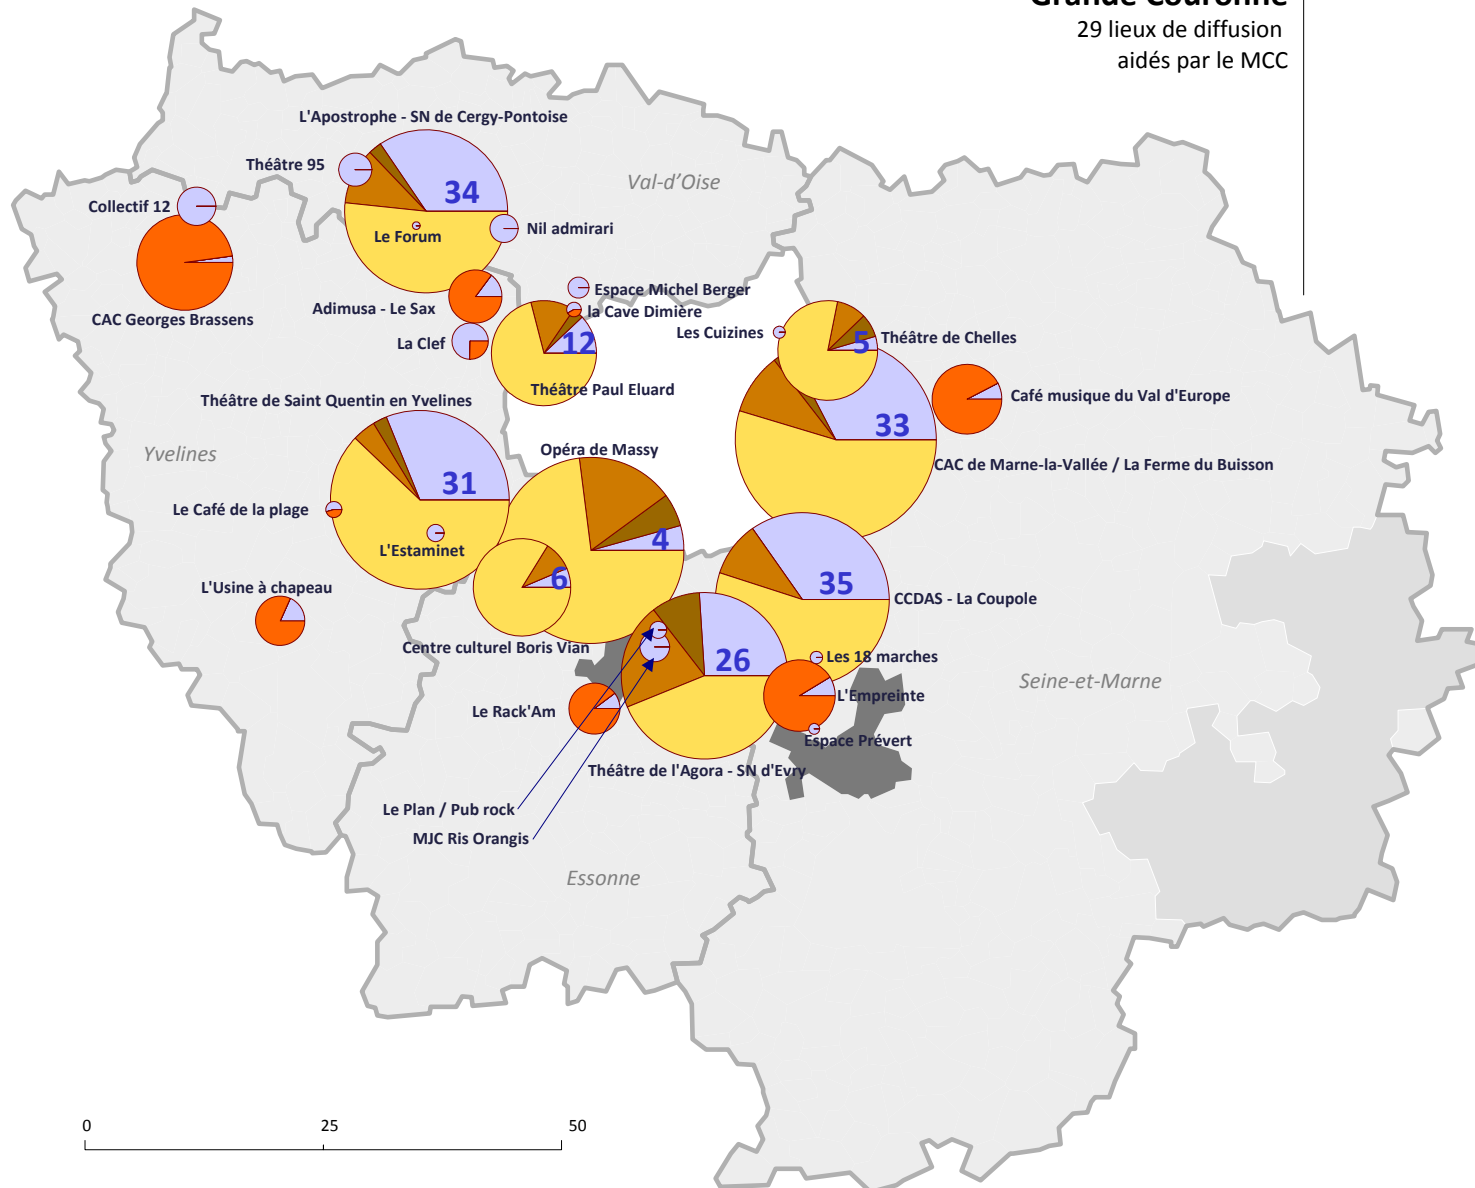 Grande Couronne
29 lieux de diffusion
aidés par le MCC
L'Apostrophe - SN de Cergy-Pontoise
Théâtre 95
Val-d'Oise
34
Collectif 12
Nil admirari
Le Forum
Espace Michel Berger
Adimusa - Le Sax
la Cave Dimière
CAC Georges Brassens
Les Cuizines
Théâtre de Chelles
La Clef
12
5
Théâtre Paul Eluard
Café musique du Val d'Europe
Théâtre de Saint Quentin en Yvelines
33
Opéra de Massy
Yvelines
CAC de Marne-la-Vallée / La Ferme du Buisson
31
Le Café de la plage
4
L'Estaminet
6
L'Usine à chapeau
35
CCDAS - La Coupole
Centre culturel Boris Vian
26
Les 18 marches
Seine-et-Marne
L'Empreinte
Le Rack'Am
Espace Prévert
Théâtre de l'Agora - SN d'Evry
Le Plan / Pub rock
MJC Ris Orangis
Essonne
0 25 50